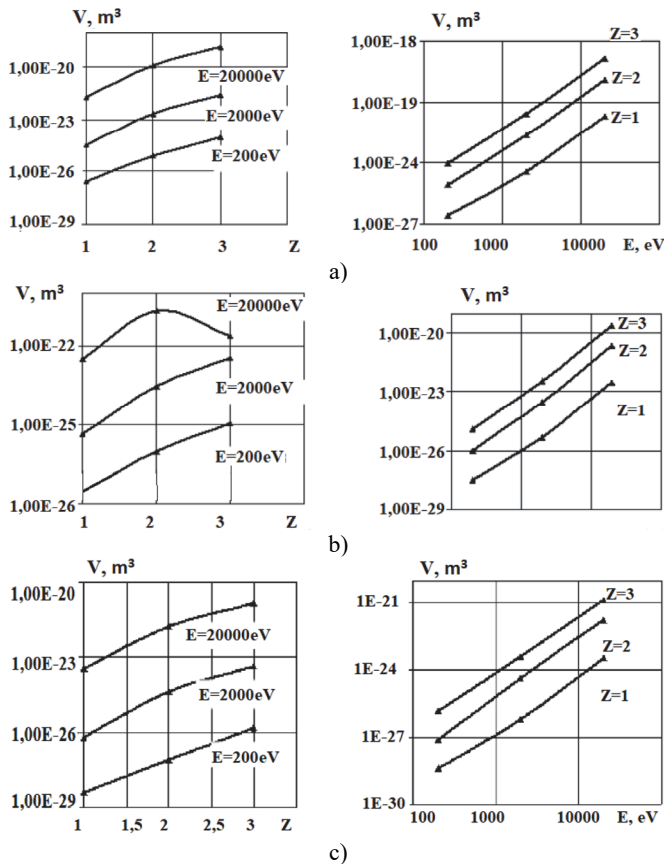 V, m³
1,00E-20
1,00E-23
1,00E-26
1,00E-29
E=20000eV
E=2000eV
E=200eV
1 2 3 Z
V, m³
1,00E-18
1,00E-19
1,00E-24
1,00E-27
Z=3
Z=2
Z=1
100 1000 10000 E, eV
a)
V, m³
1,00E-22
1,00E-25
1,00E-26
E=20000eV
E=2000eV
E=200eV
1 2 3 Z
V, m³
1,00E-20
1,00E-23
1,00E-26
1,00E-29
Z=3
Z=2
Z=1
b)
V, m³
1,00E-20
1,00E-23
1,00E-26
1,00E-29
E=20000eV
E=2000eV
E=200eV
1 1,5 2 2,5 3 Z
V, m³
1E-21
1E-24
1E-27
1E-30
Z=3
Z=2
Z=1
100 1000 10000 E, eV
c)